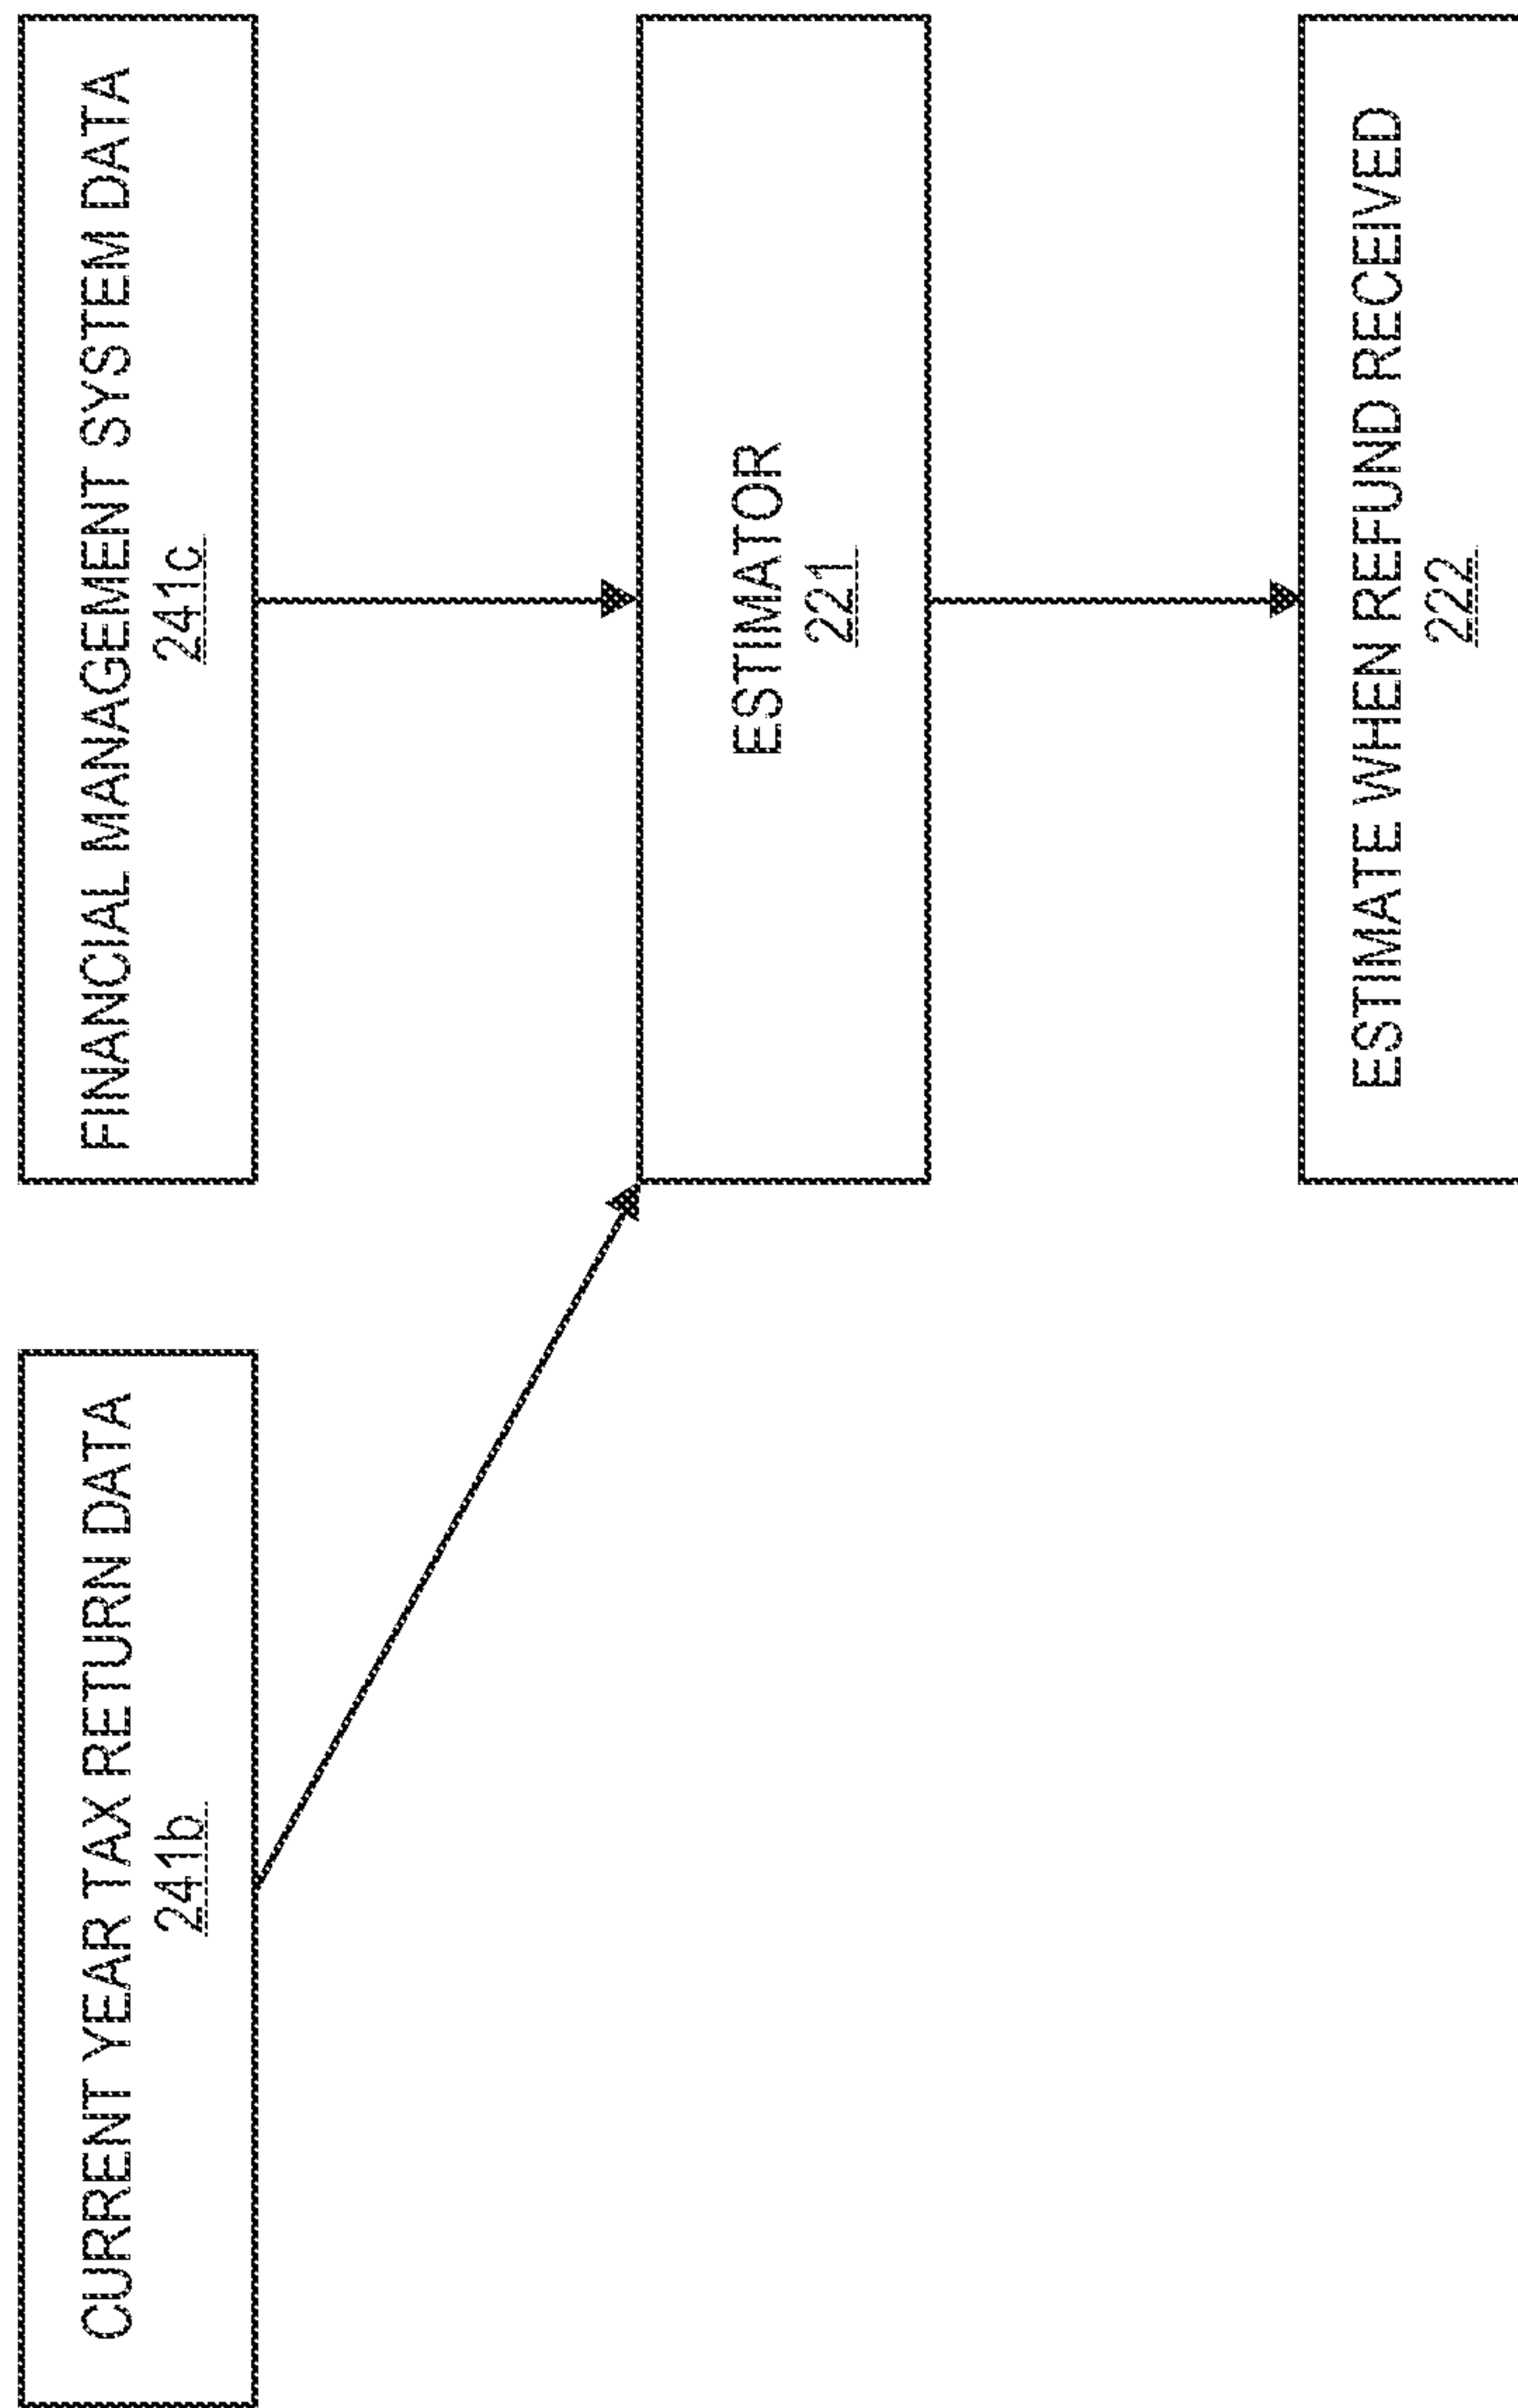 CURRENT YEAR TAX RETURN DATA
241b
FINANCIAL MANAGEMENT SYSTEM DATA
241c
ESTIMATOR
221
ESTIMATE WHEN REFUND RECEIVED
222